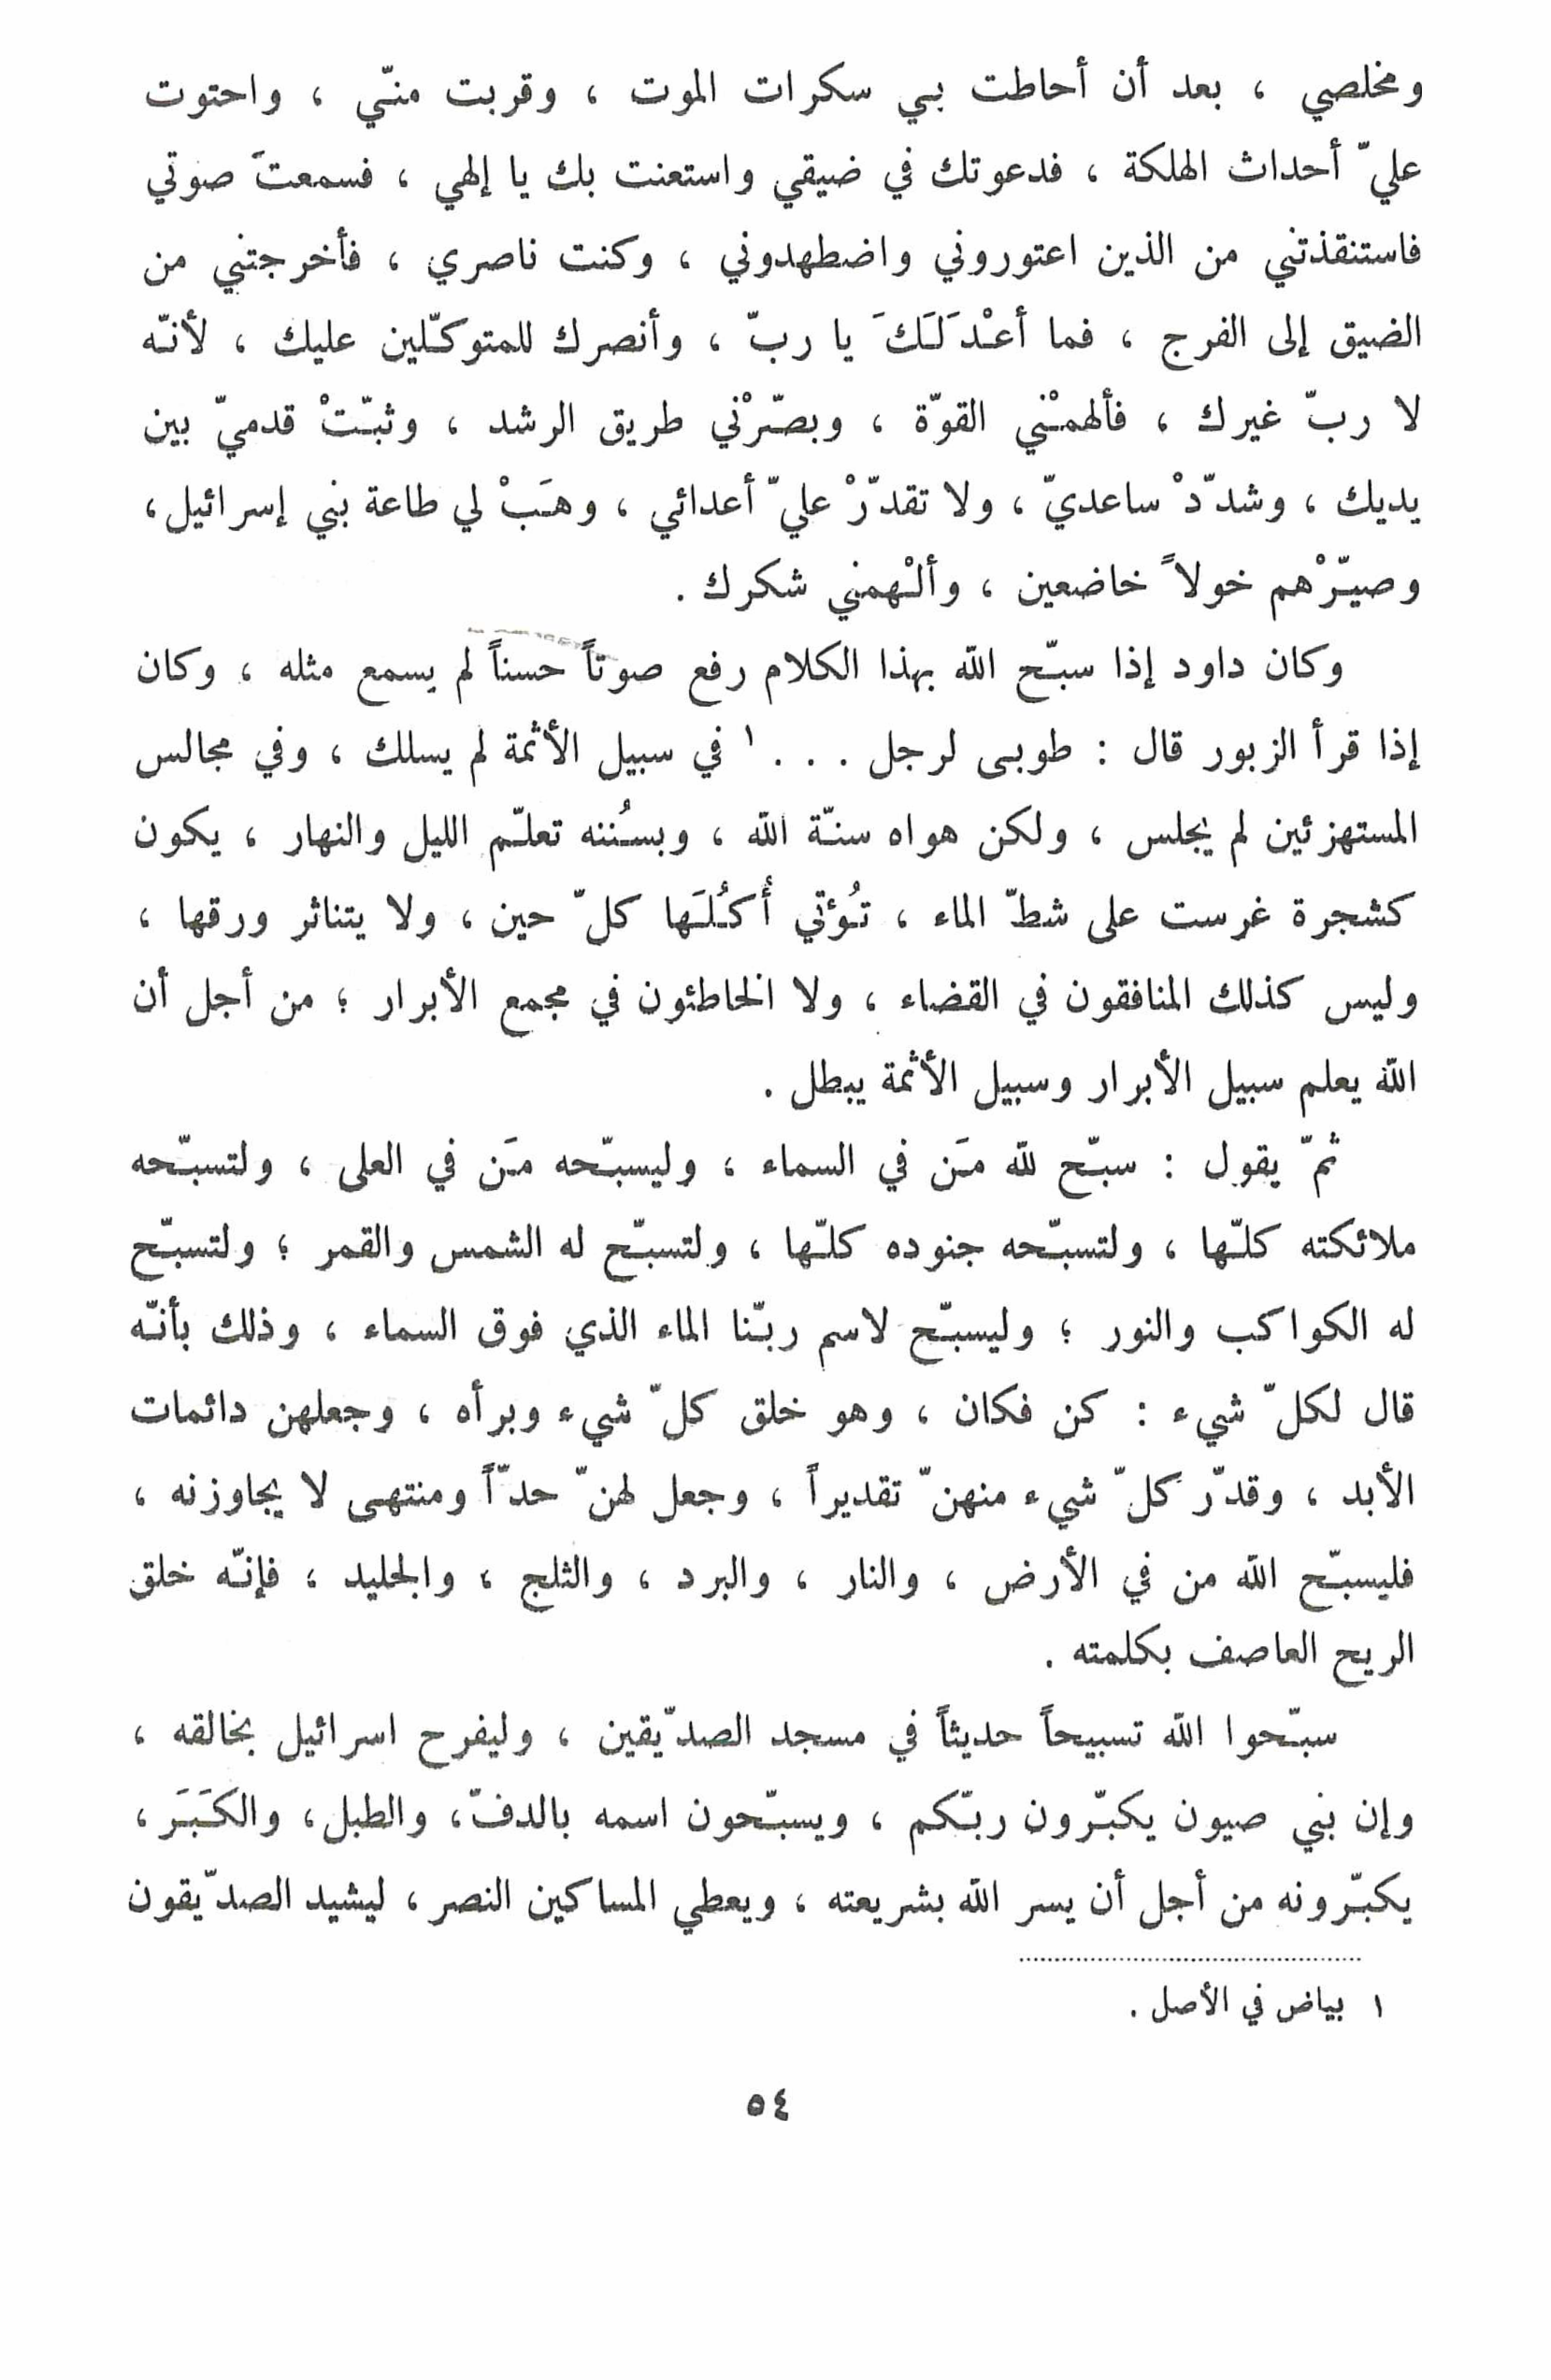 ومخلصي ، بعد أن أحاطت بي سكرات الموت ، وقربت منّي ، واحتوت
عليّ أحداث الهلكة ، فدعوتك في ضيقي واستعنت بك يا إلهي ، فسمعتَ صوتي
فاستنقذتني من الذين اعتوروني واضطهدوني ، وكنت ناصري ، فأخرجتني من
الضيق إلى الفرج ، فما أعْدَلَكَ يا ربّ ، وأنصرك للمتوكّلين عليك ، لأنّه
لا ربّ غيرك ، فألهمْني القوّة ، وبصّرْني طريق الرشد ، وثبّتْ قدميّ بين
يديك ، وشدّدْ ساعديّ ، ولا تقدّرْ عليّ أعدائي ، وهَبْ لي طاعة بني إسرائيل ،
وصيّرْهم خولاً خاضعين ، وألْهمني شكرك .
وكان داود إذا سبّح الله بهذا الكلام رفع صوتاً حسناً لم يسمع مثله ، وكان
إذا قرأ الزبور قال : طوبى لرجل . . . ١ في سبيل الأثمة لم يسلك ، وفي مجالس
المستهزئين لم يجلس ، ولكن هواه سنّة الله ، وبسُننه تعلّم الليل والنهار ، يكون
كشجرة غرست على شطّ الماء ، تُؤتي أُكُلَها كلّ حين ، ولا يتناثر ورقها ،
وليس كذلك المنافقون في القضاء ، ولا الخاطئون في مجمع الأبرار ؛ من أجل أن
الله يعلم سبيل الأبرار وسبيل الأثمة يبطل .
ثمّ يقول : سبّح لله مَن في السماء ، وليسبّحه مَن في العلى ، ولتسبّحه
ملائكته كلّها ، ولتسبّحه جنوده كلّها ، ولتسبّح له الشمس والقمر ؛ ولتسبّح
له الكواكب والنور ؛ وليسبّح لاسم ربّنا الماء الذي فوق السماء ، وذلك بأنّه
قال لكلّ شيء : كن فكان ، وهو خلق كلّ شيء وبرأه ، وجعلهن دائمات
الأبد ، وقدّر كلّ شيء منهنّ تقديراً ، وجعل لهنّ حدّاً ومنتهى لا يجاوزنه ،
فليسبّح الله من في الأرض ، والنار ، والبرد ، والثلج ، والجليد ، فإنّه خلق
الريح العاصف بكلمته .
سبّحوا الله تسبيحاً حديثاً في مسجد الصدّيقين ، وليفرح اسرائيل بخالقه ،
وإن بني صيون يكبّرون ربّكم ، ويسبّحون اسمه بالدفّ ، والطبل ، والكَبَر ،
يكبّرونه من أجل أن يسر الله بشريعته ، ويعطي المساكين النصر ، ليشيد الصدّيقون
١ بياض في الأصل .
٥٤